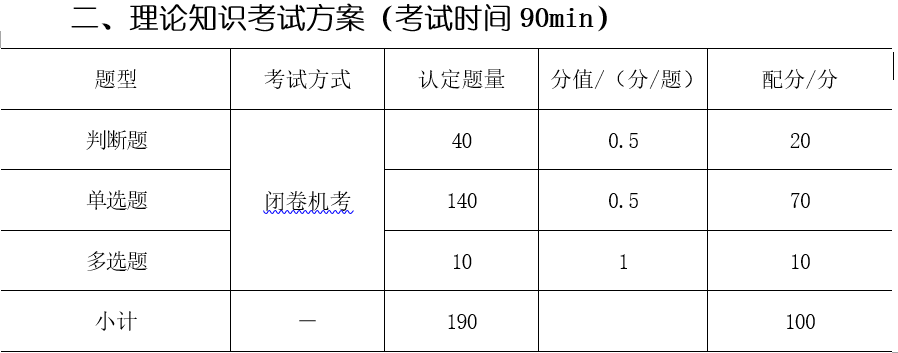 二、理论知识考试方案（考试时间 90min）
题型 考试方式 认定题量 分值/（分/题） 配分/分
判断题 40 0.5 20
单选题 闭卷机考 140 0.5 70
多选题 10 1 10
小计 — 190 100